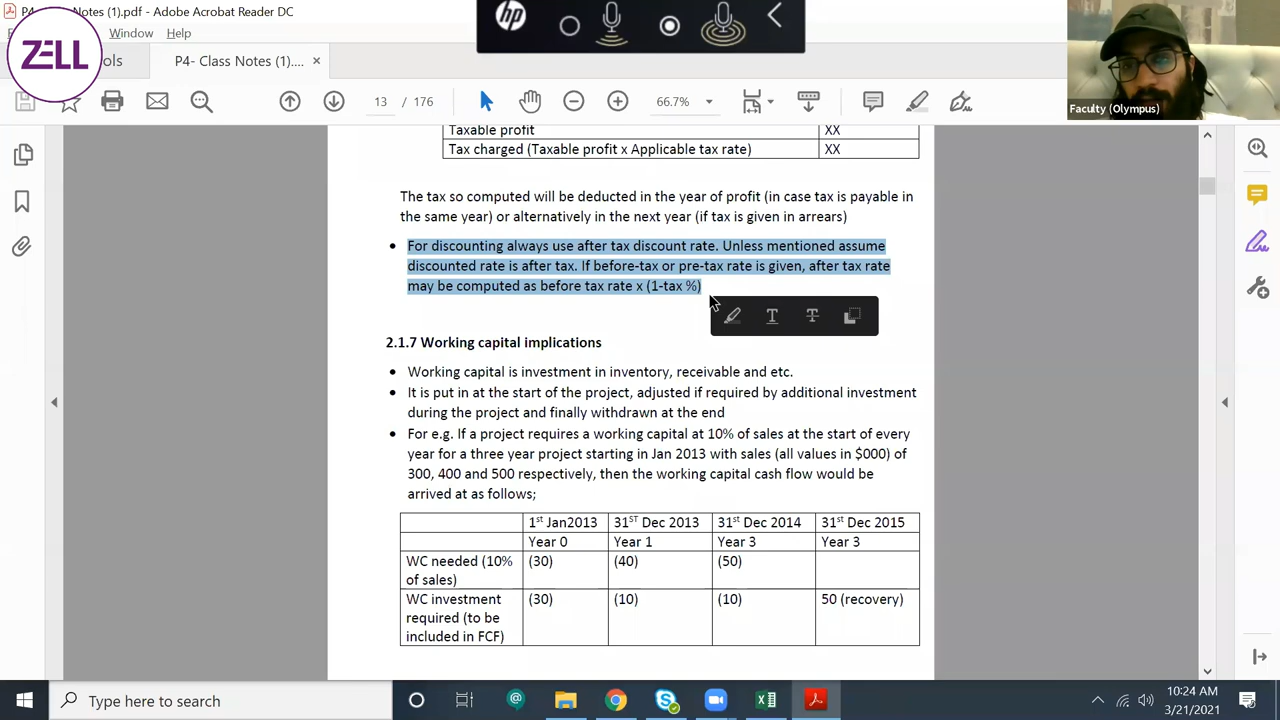 P4- Class Notes (1).pdf - Adobe Acrobat Reader DC
Window Help
ZELL
P4- Class Notes (1)....
13 / 176
66.7%
hp
Faculty (Olympus)
Taxable profit XX
Tax charged (Taxable profit x Applicable tax rate) XX
The tax so computed will be deducted in the year of profit (in case tax is payable in
the same year) or alternatively in the next year (if tax is given in arrears)
• For discounting always use after tax discount rate. Unless mentioned assume
discounted rate is after tax. If before-tax or pre-tax rate is given, after tax rate
may be computed as before tax rate x (1-tax %)
2.1.7 Working capital implications
• Working capital is investment in inventory, receivable and etc.
• It is put in at the start of the project, adjusted if required by additional investment
during the project and finally withdrawn at the end
• For e.g. If a project requires a working capital at 10% of sales at the start of every
year for a three year project starting in Jan 2013 with sales (all values in $000) of
300, 400 and 500 respectively, then the working capital cash flow would be
arrived at as follows;
1st Jan2013 31ST Dec 2013 31st Dec 2014 31st Dec 2015
Year 0 Year 1 Year 3 Year 3
WC needed (10% (30) (40) (50)
of sales)
WC investment (30) (10) (10) 50 (recovery)
required (to be
included in FCF)
Type here to search
10:24 AM
3/21/2021